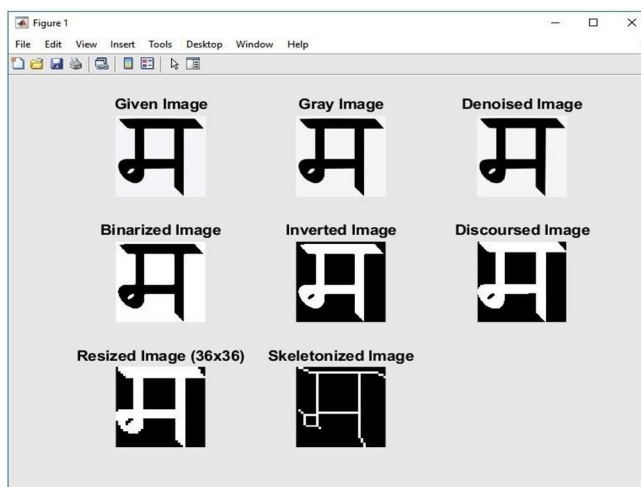 Figure 1
File Edit View Insert Tools Desktop Window Help
Given Image Gray Image Denoised Image
म म म
Binarized Image Inverted Image Discoursed Image
म म म
Resized Image (36x36) Skeletonized Image
म म